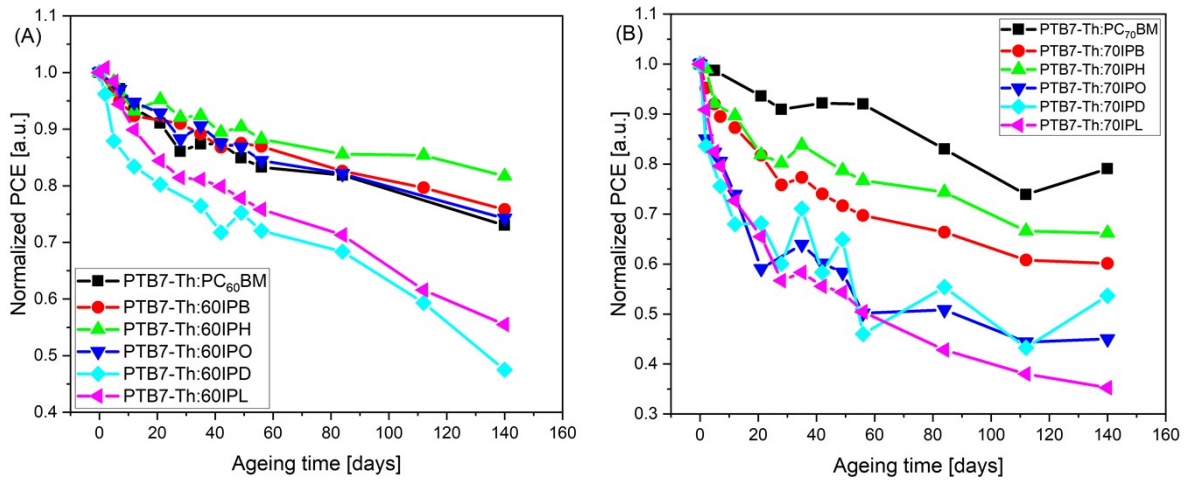 (A)
Normalized PCE [a.u.]
1.1
1.0
0.9
0.8
0.7
0.6
0.5
0.4
PTB7-Th:PC₆₀BM
PTB7-Th:60IPB
PTB7-Th:60IPH
PTB7-Th:60IPO
PTB7-Th:60IPD
PTB7-Th:60IPL
0 20 40 60 80 100 120 140 160
Ageing time [days]
(B)
Normalized PCE [a.u.]
1.1
1.0
0.9
0.8
0.7
0.6
0.5
0.4
0.3
PTB7-Th:PC₇₀BM
PTB7-Th:70IPB
PTB7-Th:70IPH
PTB7-Th:70IPO
PTB7-Th:70IPD
PTB7-Th:70IPL
0 20 40 60 80 100 120 140 160
Ageing time [days]